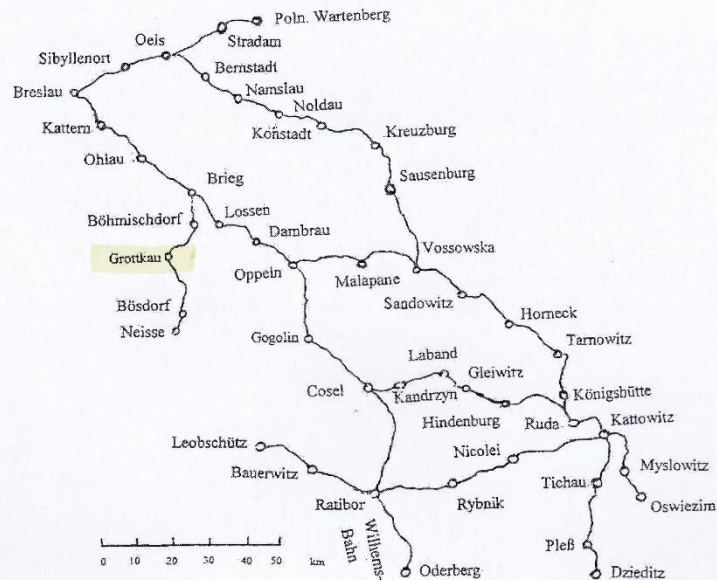 Poln. Wartenberg
Stradam
Oels
Sibyllenort
Bernstadt
Breslau
Namslau
Noldau
Konstadt
Kattern
Kreuzburg
Ohlau
Sausenburg
Brieg
Böhmischdorf
Lossen
Dambrau
Vossowska
Grottkau
Oppeln
Malapane
Sandowitz
Bösdorf
Horneck
Neisse
Gogolin
Tarnowitz
Laband
Gleiwitz
Cosel
Kandrzyn
Königsbütte
Hindenburg
Ruda
Kattowitz
Leobschütz
Nicolei
Bauerwitz
Myslowitz
Ratibor
Rybnik
Tichau
Oswiezim
Wilhems-
Bahn
Pleß
0 10 20 30 40 50 km
Oderberg
Dzieditz